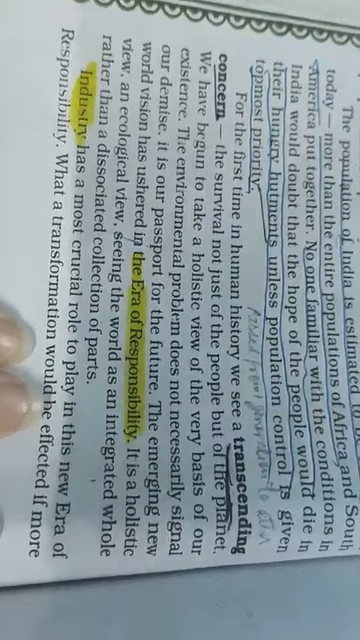 The population of India is estimated
today — more than the entire populations of Africa and South
America put together. No one familiar with the conditions in
India would doubt that the hope of the people would die in
their hungry hutments unless population control is given
topmost priority.
For the first time in human history we see a transcending
concern — the survival not just of the people but of the planet.
We have begun to take a holistic view of the very basis of our
existence. The environmental problem does not necessarily signal
our demise, it is our passport for the future. The emerging new
world vision has ushered in the Era of Responsibility. It is a holistic
view, an ecological view, seeing the world as an integrated whole
rather than a dissociated collection of parts.
Industry has a most crucial role to play in this new Era of
Responsibility. What a transformation would be effected if more